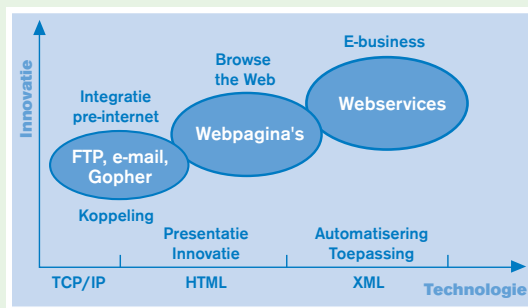 Innovatie
E-business
Browse
the Web
Webservices
Integratie
pre-internet
Webpagina's
FTP, e-mail,
Gopher
Koppeling
Presentatie
Innovatie
Automatisering
Toepassing
TCP/IP
HTML
XML
Technologie